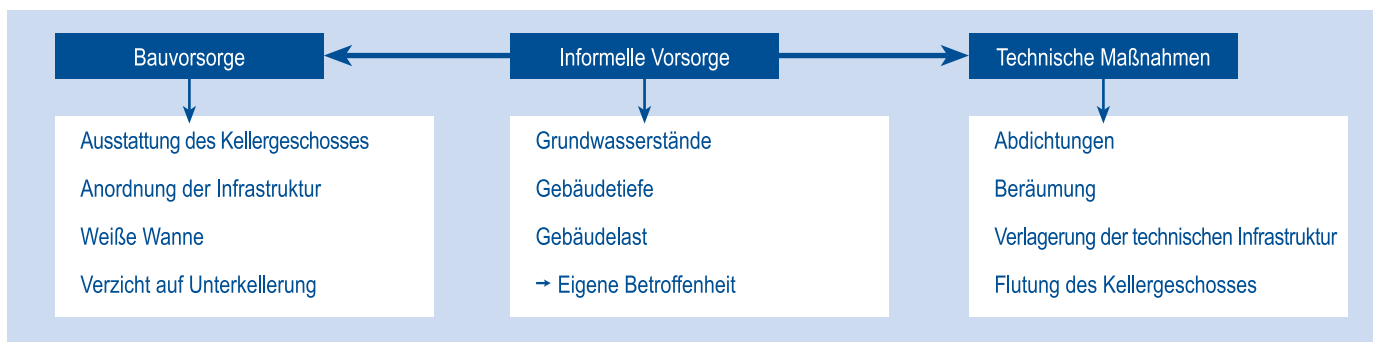 Bauvorsorge
Informelle Vorsorge
Technische Maßnahmen
Ausstattung des Kellergeschosses
Anordnung der Infrastruktur
Weiße Wanne
Verzicht auf Unterkellerung
Grundwasserstände
Gebäudetiefe
Gebäudelast
→ Eigene Betroffenheit
Abdichtungen
Beräumung
Verlagerung der technischen Infrastruktur
Flutung des Kellergeschosses